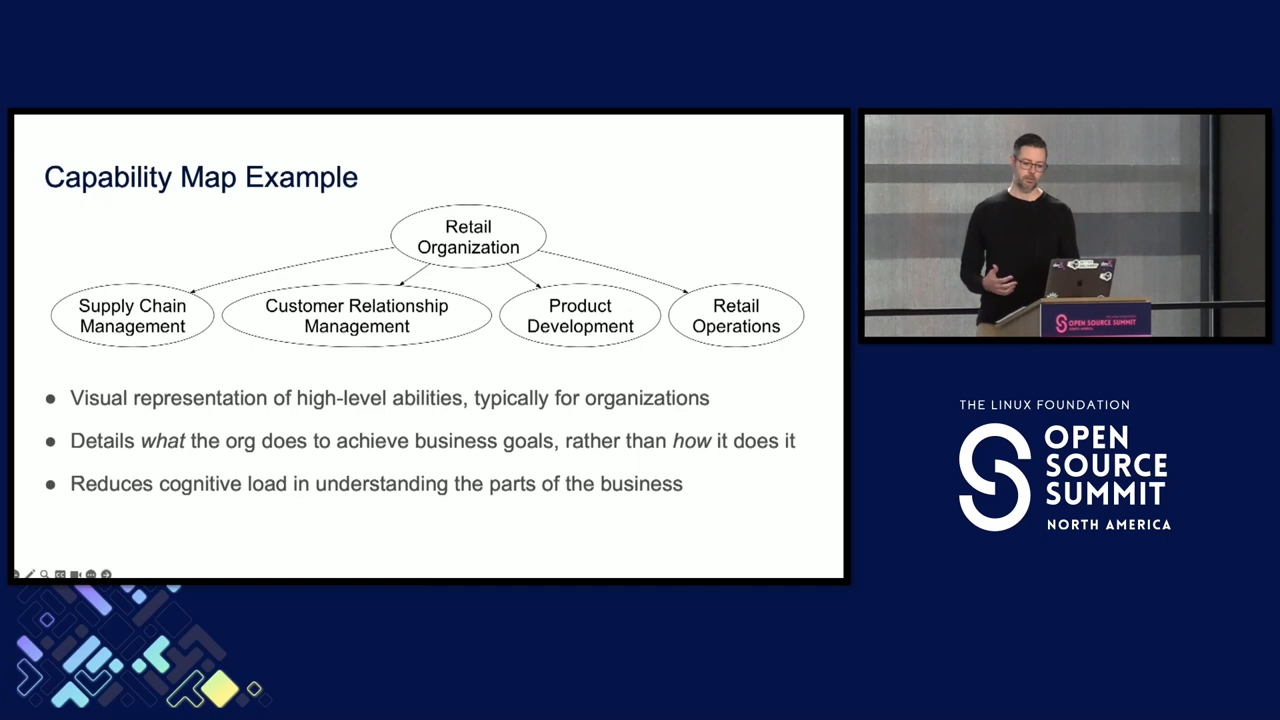 Capability Map Example
Retail
Organization
Supply Chain
Management
Customer Relationship
Management
Product
Development
Retail
Operations
● Visual representation of high-level abilities, typically for organizations
● Details what the org does to achieve business goals, rather than how it does it
● Reduces cognitive load in understanding the parts of the business
OPEN SOURCE SUMMIT
THE LINUX FOUNDATION
OPEN
SOURCE
SUMMIT
NORTH AMERICA